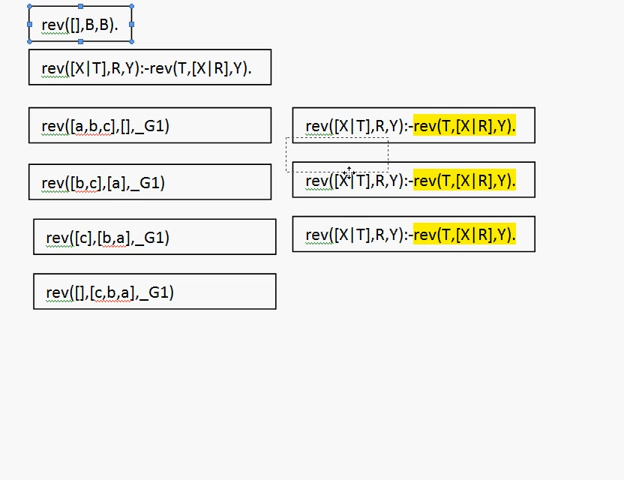 rev([],B,B).
rev([X|T],R,Y):-rev(T,[X|R],Y).
rev([a,b,c],[],_G1)
rev([X|T],R,Y):-rev(T,[X|R],Y).
rev([b,c],[a],_G1)
rev([X|T],R,Y):-rev(T,[X|R],Y).
rev([c],[b,a],_G1)
rev([X|T],R,Y):-rev(T,[X|R],Y).
rev([],[c,b,a],_G1)